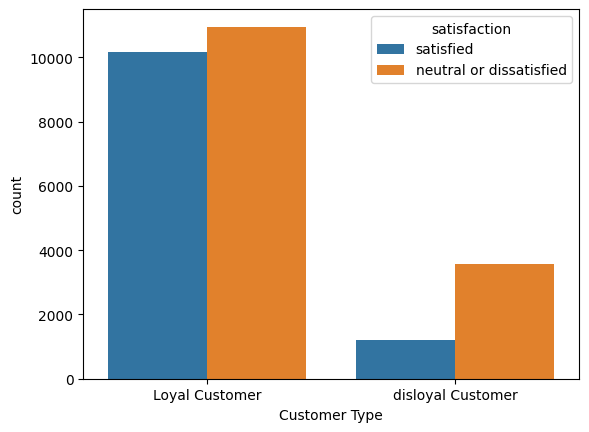 satisfaction
satisfied
neutral or dissatisfied
count
10000
8000
6000
4000
2000
0
Loyal Customer
disloyal Customer
Customer Type